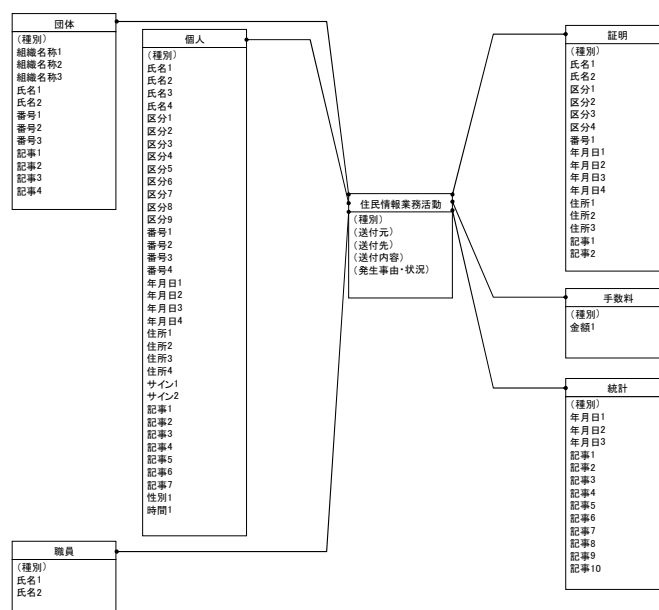 団体
(種別)
組織名称1
組織名称2
組織名称3
氏名1
氏名2
番号1
番号2
番号3
記事1
記事2
記事3
記事4
個人
(種別)
氏名1
氏名2
氏名3
氏名4
区分1
区分2
区分3
区分4
区分5
区分6
区分7
区分8
区分9
番号1
番号2
番号3
番号4
年月日1
年月日2
年月日3
年月日4
住所1
住所2
住所3
住所4
サイン1
サイン2
記事1
記事2
記事3
記事4
記事5
記事6
記事7
性別1
時間1
職員
(種別)
氏名1
氏名2
住民情報業務活動
(種別)
(送付元)
(送付先)
(送付内容)
(発生事由・状況)
証明
(種別)
氏名1
氏名2
区分1
区分2
区分3
区分4
番号1
年月日1
年月日2
年月日3
年月日4
住所1
住所2
住所3
記事1
記事2
手数料
(種別)
金額1
統計
(種別)
年月日1
年月日2
年月日3
記事1
記事2
記事3
記事4
記事5
記事6
記事7
記事8
記事9
記事10